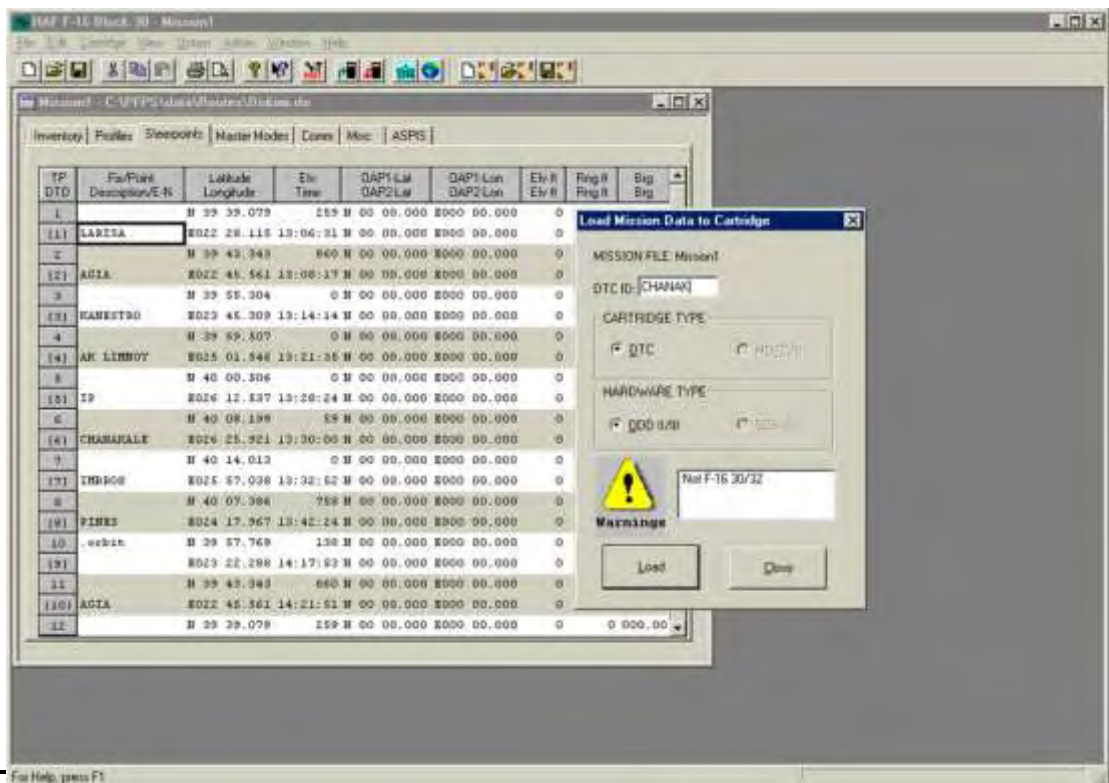 HAF F-16 Block 30 - Mission1
File Edit Cartridge View Option Window Help
Mission1 - C:\PFPS\data\Routes\
Inventory Profiles Steerpoints Master Modes Comm Misc ASPIS
TP Fix/Point Latitude Elv OAP1-Lat OAP1-Lon Elv ft Rng ft Brg
DTD Description/E-N Longitude Time OAP2 Lat OAP2 Lon Elv ft Rng ft Brg
1 N 39 39.079 259 N 00 00.000 E000 00.000 0
[1] LARISA E022 28.115 13:06:31 N 00 00.000 E000 00.000 0
2 N 39 43.343 860 N 00 00.000 E000 00.000 0
[2] AGIA E022 45.561 13:08:17 N 00 00.000 E000 00.000 0
3 N 39 55.304 0 N 00 00.000 E000 00.000 0
[3] KANESTRO E023 45.309 13:14:14 N 00 00.000 E000 00.000 0
4 N 39 59.507 0 N 00 00.000 E000 00.000 0
[4] AK LIMNOY E025 01.548 13:21:35 N 00 00.000 E000 00.000 0
5 N 40 00.506 0 N 00 00.000 E000 00.000 0
[5] IP E026 12.537 13:28:24 N 00 00.000 E000 00.000 0
6 N 40 08.199 59 N 00 00.000 E000 00.000 0
[6] CHANAKALE E026 25.921 13:30:00 N 00 00.000 E000 00.000 0
7 N 40 14.013 0 N 00 00.000 E000 00.000 0
[7] IMBROS E025 57.038 13:32:52 N 00 00.000 E000 00.000 0
N 40 07.386 758 N 00 00.000 E000 00.000 0
PINES E024 17.967 13:42:24 N 00 00.000 E000 00.000 0
10 .orbit N 39 57.769 138 N 00 00.000 E000 00.000 0
[9] E023 22.288 14:17:53 N 00 00.000 E000 00.000 0
11 N 39 43.343 860 N 00 00.000 E000 00.000 0
[10] AGIA E022 45.561 14:21:51 N 00 00.000 E000 00.000 0
12 N 39 39.079 259 N 00 00.000 E000 00.000 0 0 000.00
Load Mission Data to Cartridge
MISSION FILE: Mission1
DTC ID: CHANAK
CARTRIDGE TYPE
DTC
HARDWARE TYPE
Warnings
Not F-16 30/32
Load
Close
For Help, press F1